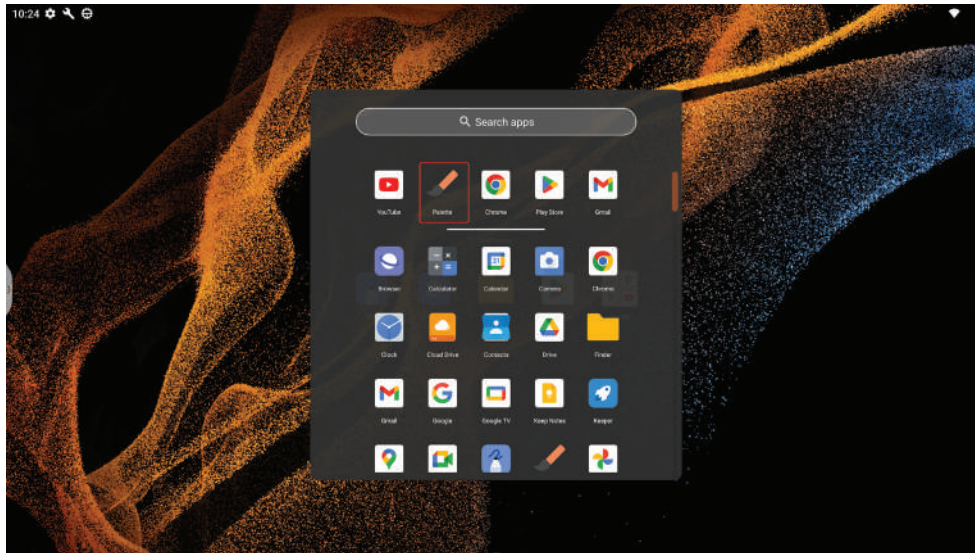 10:24
Search apps
YouTube Palette Chrome Play Store Gmail
31
Browser Calculator Calendar Camera Chrome
Clock Cloud Drive Contacts Drive Finder
Gmail Google Google TV Keep Notes Keeper